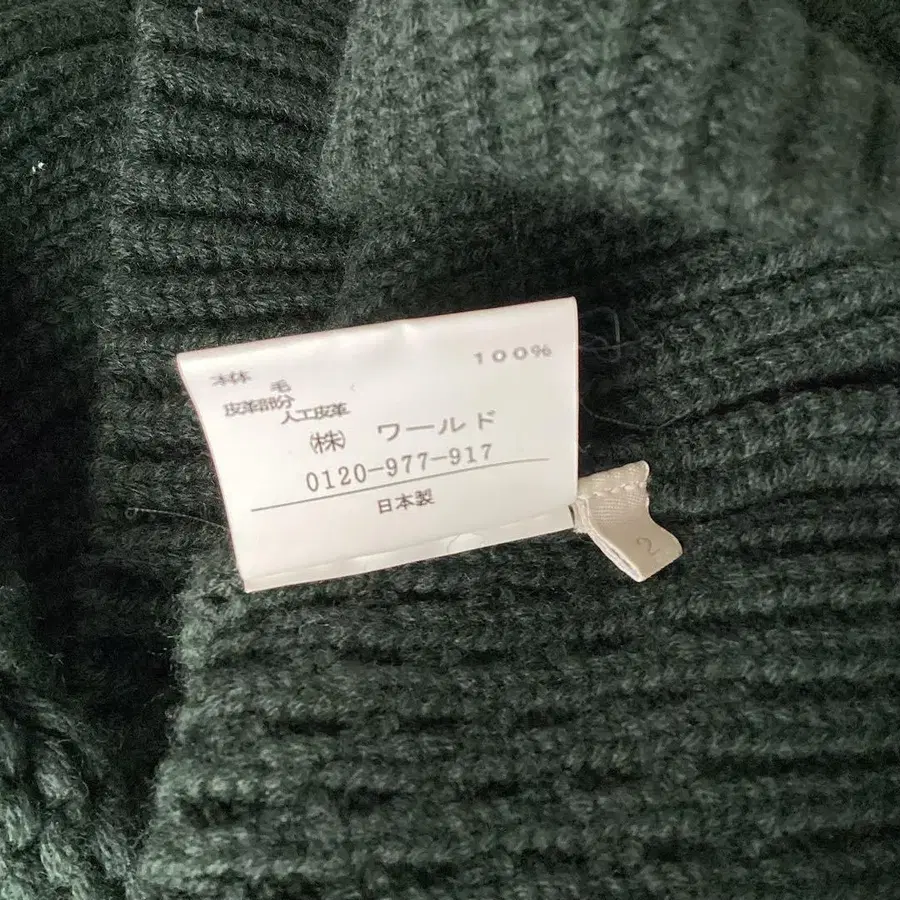 本体
毛 100%
皮革部分
人工皮革
㈱ ワールド
0120-977-917
日本製
2